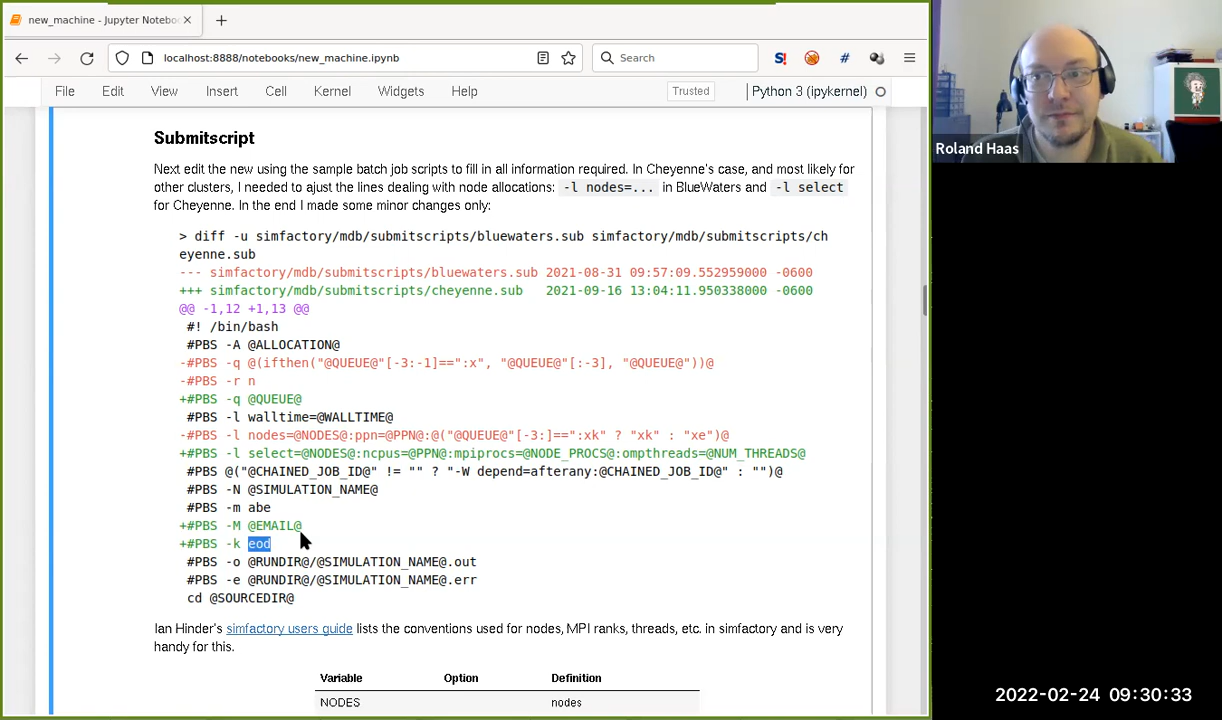 new_machine - Jupyter Notebo
localhost:8888/notebooks/new_machine.ipynb
Search
S!
#
File Edit View Insert Cell Kernel Widgets Help
Trusted
Python 3 (ipykernel)
Roland Haas
Submitscript
Next edit the new using the sample batch job scripts to fill in all information required. In Cheyenne's case, and most likely for
other clusters, I needed to ajust the lines dealing with node allocations: -l nodes=... in BlueWaters and -l select
for Cheyenne. In the end I made some minor changes only:
> diff -u simfactory/mdb/submitscripts/bluewaters.sub simfactory/mdb/submitscripts/ch
eyenne.sub
--- simfactory/mdb/submitscripts/bluewaters.sub 2021-08-31 09:57:09.552959000 -0600
+++ simfactory/mdb/submitscripts/cheyenne.sub   2021-09-16 13:04:11.950338000 -0600
@@ -1,12 +1,13 @@
 #! /bin/bash
 #PBS -A @ALLOCATION@
-#PBS -q @(ifthen("@QUEUE@"[-3:-1]==":x", "@QUEUE@"[:-3], "@QUEUE@"))@
-#PBS -r n
+#PBS -q @QUEUE@
 #PBS -l walltime=@WALLTIME@
-#PBS -l nodes=@NODES@:ppn=@PPN@:@("@QUEUE@"[-3:]==":xk" ? "xk" : "xe")@
+#PBS -l select=@NODES@:ncpus=@PPN@:mpiprocs=@NODE_PROCS@:ompthreads=@NUM_THREADS@
 #PBS @("@CHAINED_JOB_ID@" != "" ? "-W depend=afterany:@CHAINED_JOB_ID@" : "")@
 #PBS -N @SIMULATION_NAME@
 #PBS -m abe
+#PBS -M @EMAIL@
+#PBS -k eod
 #PBS -o @RUNDIR@/@SIMULATION_NAME@.out
 #PBS -e @RUNDIR@/@SIMULATION_NAME@.err
 cd @SOURCEDIR@
Ian Hinder's simfactory users guide lists the conventions used for nodes, MPI ranks, threads, etc. in simfactory and is very
handy for this.
Variable Option Definition
NODES nodes
2022-02-24 09:30:33